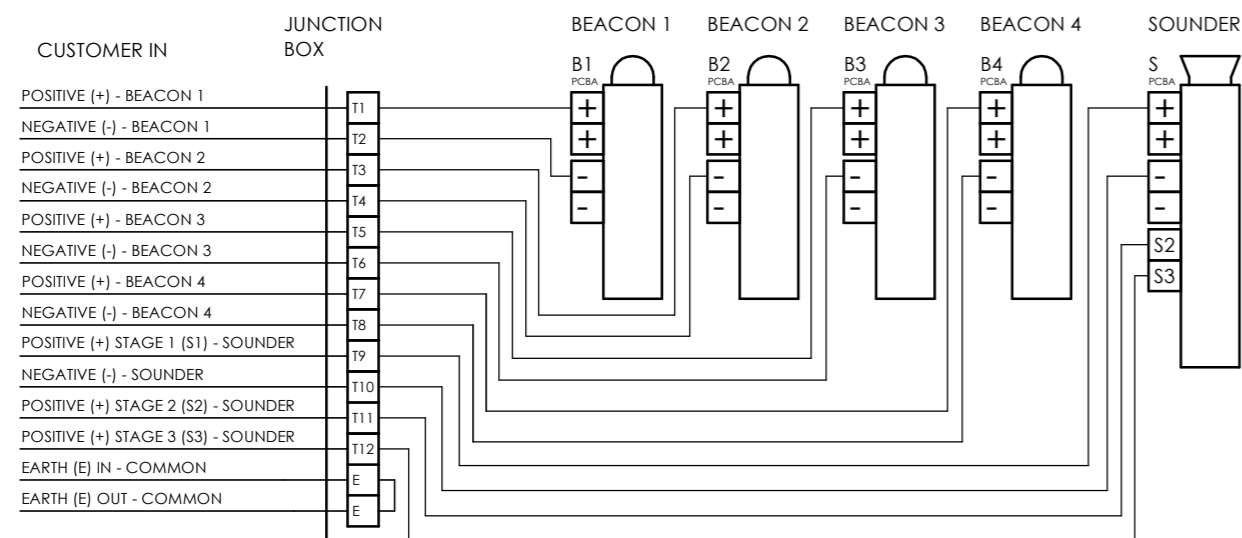 JUNCTION BOX
CUSTOMER IN
BEACON 1
BEACON 2
BEACON 3
BEACON 4
SOUNDER
B1
PCBA
B2
PCBA
B3
PCBA
B4
PCBA
S
PCBA
POSITIVE (+) - BEACON 1
T1
NEGATIVE (-) - BEACON 1
T2
POSITIVE (+) - BEACON 2
T3
NEGATIVE (-) - BEACON 2
T4
POSITIVE (+) - BEACON 3
T5
NEGATIVE (-) - BEACON 3
T6
POSITIVE (+) - BEACON 4
T7
NEGATIVE (-) - BEACON 4
T8
POSITIVE (+) STAGE 1 (S1) - SOUNDER
T9
NEGATIVE (-) - SOUNDER
T10
POSITIVE (+) STAGE 2 (S2) - SOUNDER
T11
POSITIVE (+) STAGE 3 (S3) - SOUNDER
T12
EARTH (E) IN - COMMON
E
EARTH (E) OUT - COMMON
E
+
+
-
-
+
+
-
-
+
+
-
-
+
+
-
-
+
+
-
-
S2
S3